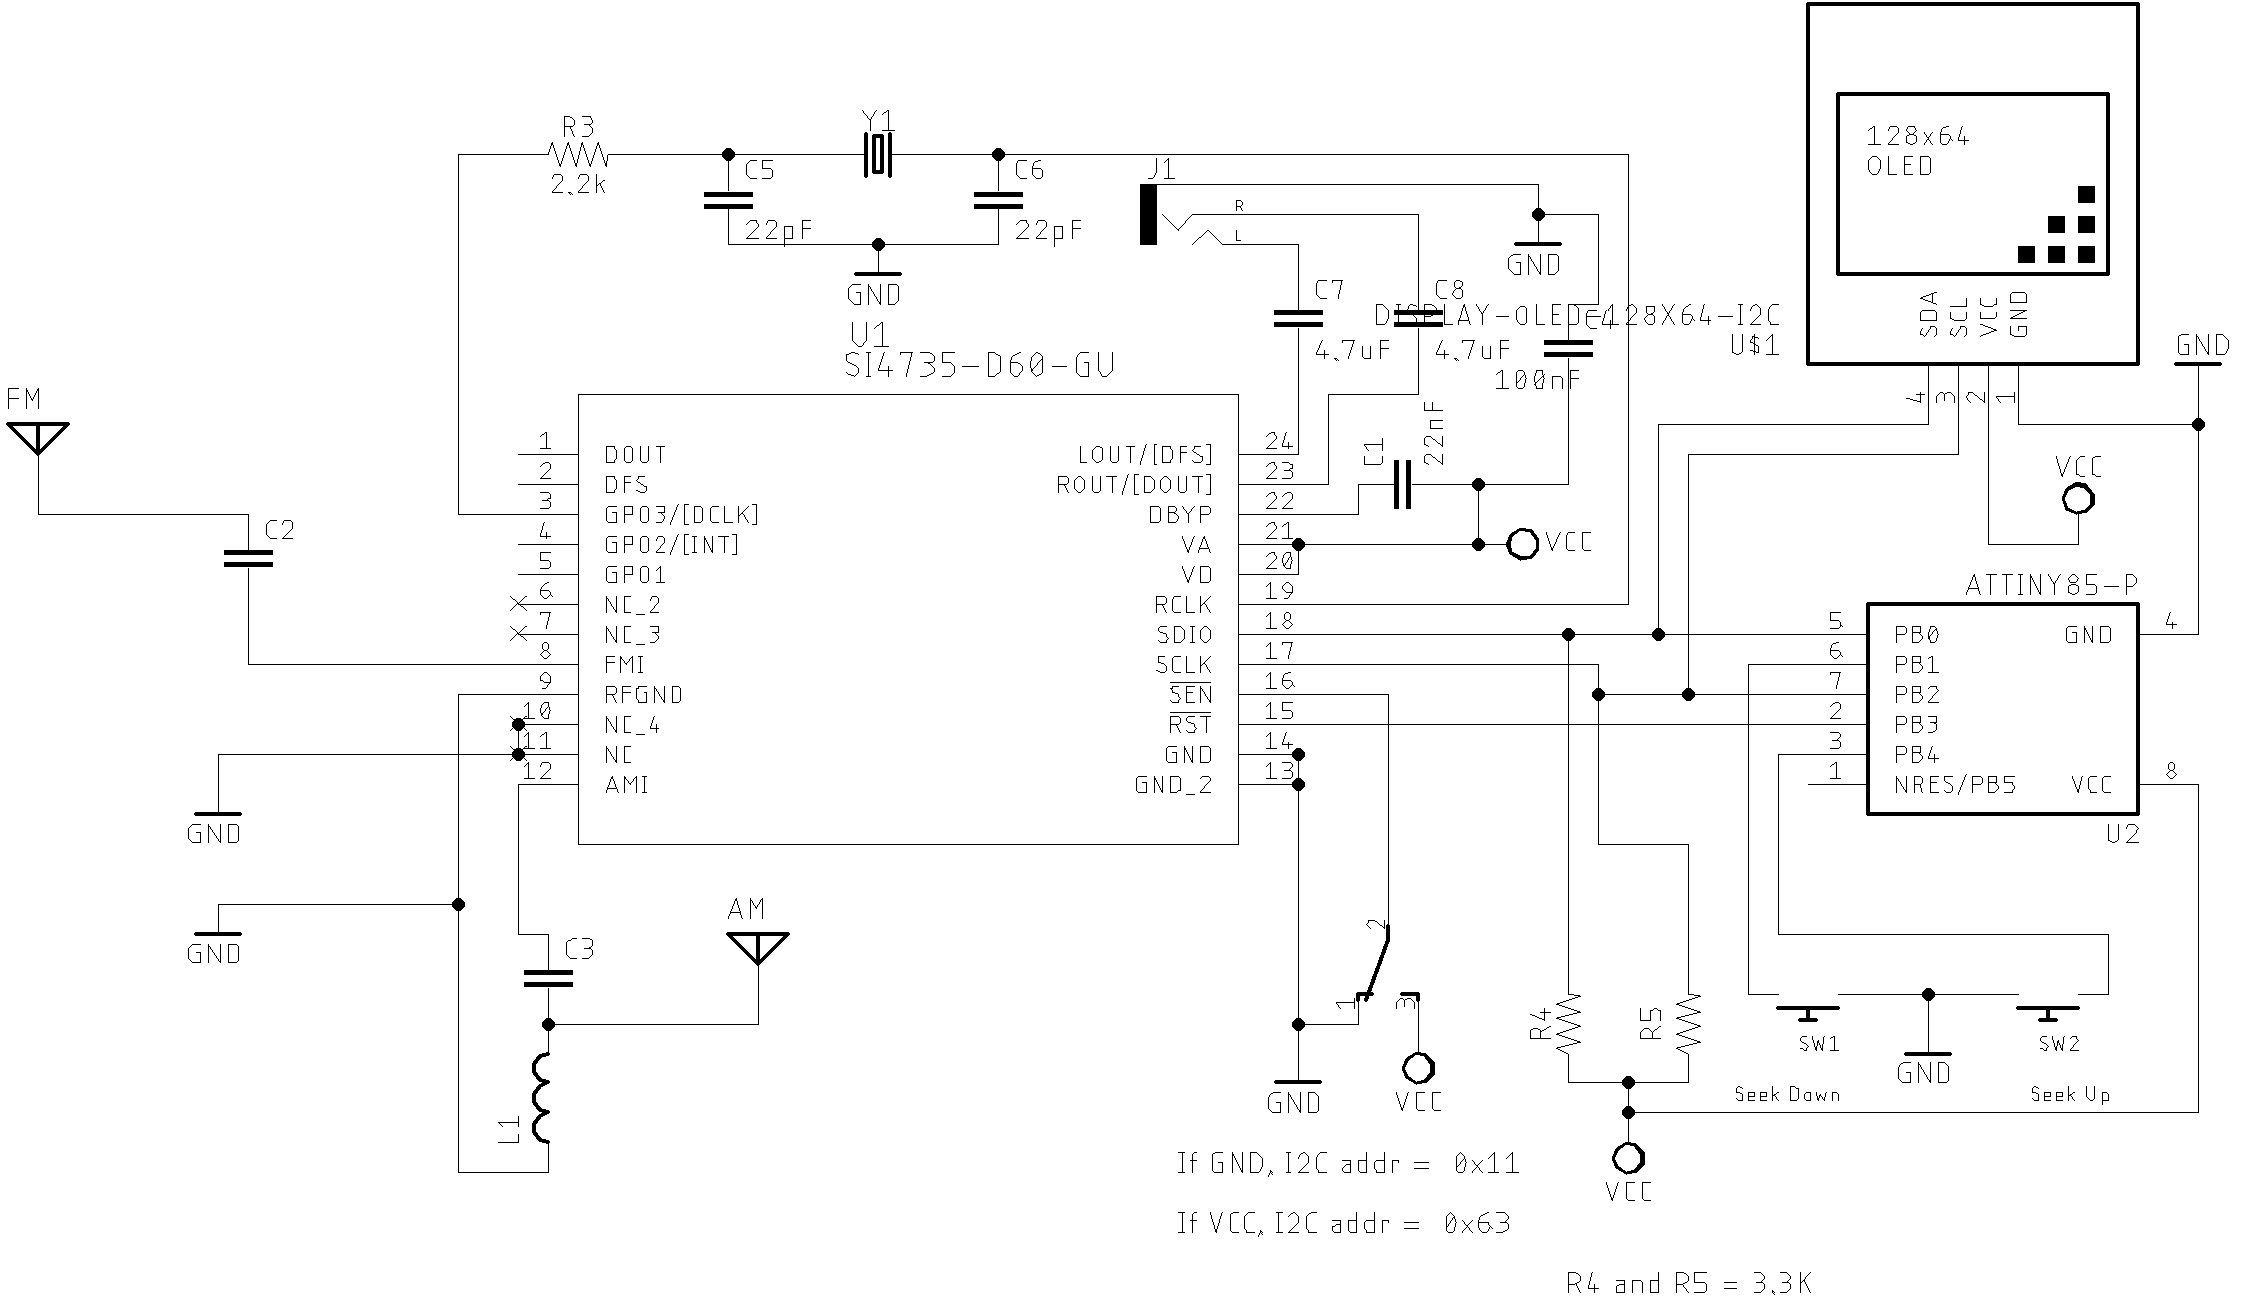 R3
2.2k
Y1
C5
22pF
C6
22pF
GND
J1
R
L
GND
C7
4.7uF
C8
4.7uF
DISPLAY-OLED-128X64-I2C
U$1
C4
100nF
128x64
OLED
SDA
SCL
VCC
GND
4
3
2
1
GND
VCC
U1
SI4735-D60-GU
FM
C2
1
2
3
4
5
6
7
8
9
10
11
12
DOUT
DFS
GPO3/[DCLK]
GPO2/[INT]
GPO1
NC_2
NC_3
FMI
RFGND
NC_4
NC
AMI
LOUT/[DFS]
ROUT/[DOUT]
DBYP
VA
VD
RCLK
SDIO
SCLK
SEN
RST
GND
GND_2
24
23
22
21
20
19
18
17
16
15
14
13
C1
22nF
VCC
ATTINY85-P
5
6
7
2
3
1
PB0
PB1
PB2
PB3
PB4
NRES/PB5
GND
VCC
4
8
U2
GND
GND
AM
C3
L1
2
1
3
GND
VCC
R4
R5
SW1
SW2
GND
Seek Down
Seek Up
VCC
If GND, I2C addr = 0x11
If VCC, I2C addr = 0x63
R4 and R5 = 3.3K